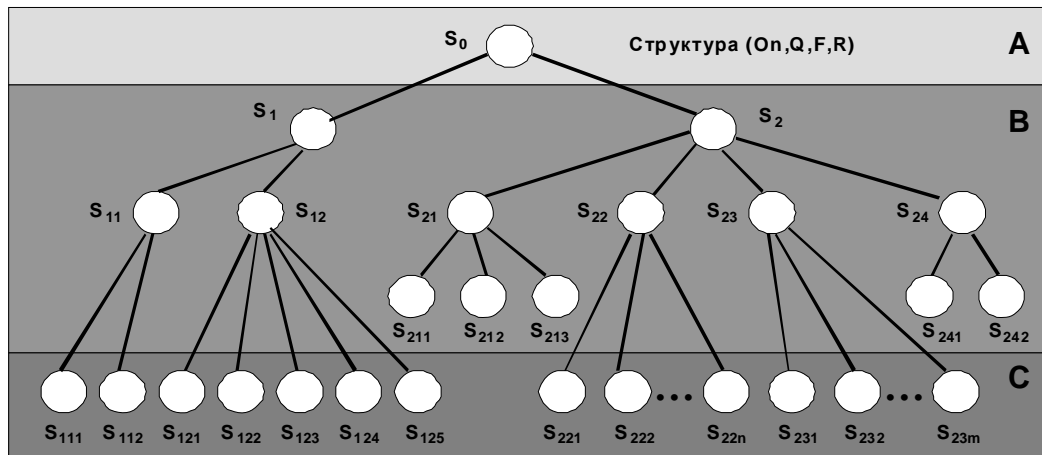 S0 Структура (On,Q,F,R) A
S1 S2 B
S11 S12 S21 S22 S23 S24
S211 S212 S213 S241 S242
C
S111 S112 S121 S122 S123 S124 S125 S221 S222 ... S22n S231 S232 ... S23m